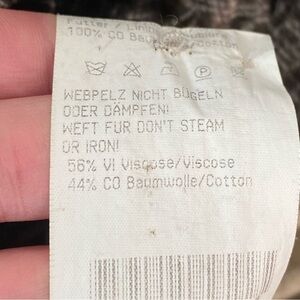 Futter / Lining /
100% CO Baumwolle/Cotton
P
WEBPELZ NICHT BÜGELN
ODER DÄMPFEN!
WEFT FUR DON'T STEAM
OR IRON!
56% VI Viscose/Viscose
44% CO Baumwolle/Cotton